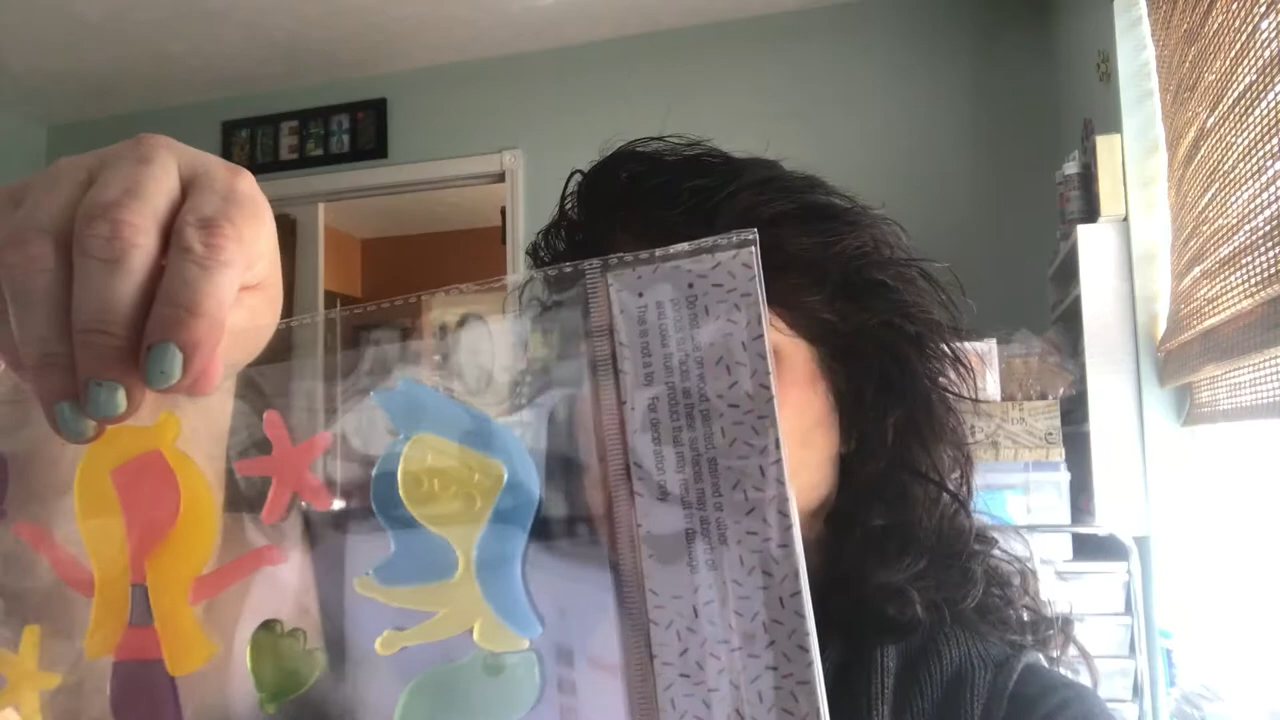 • Do not use on wood, painted, stained or other
porous surfaces as these surfaces may absorb oil
and color from product that may result in damage.
• This is not a toy. For decoration only.